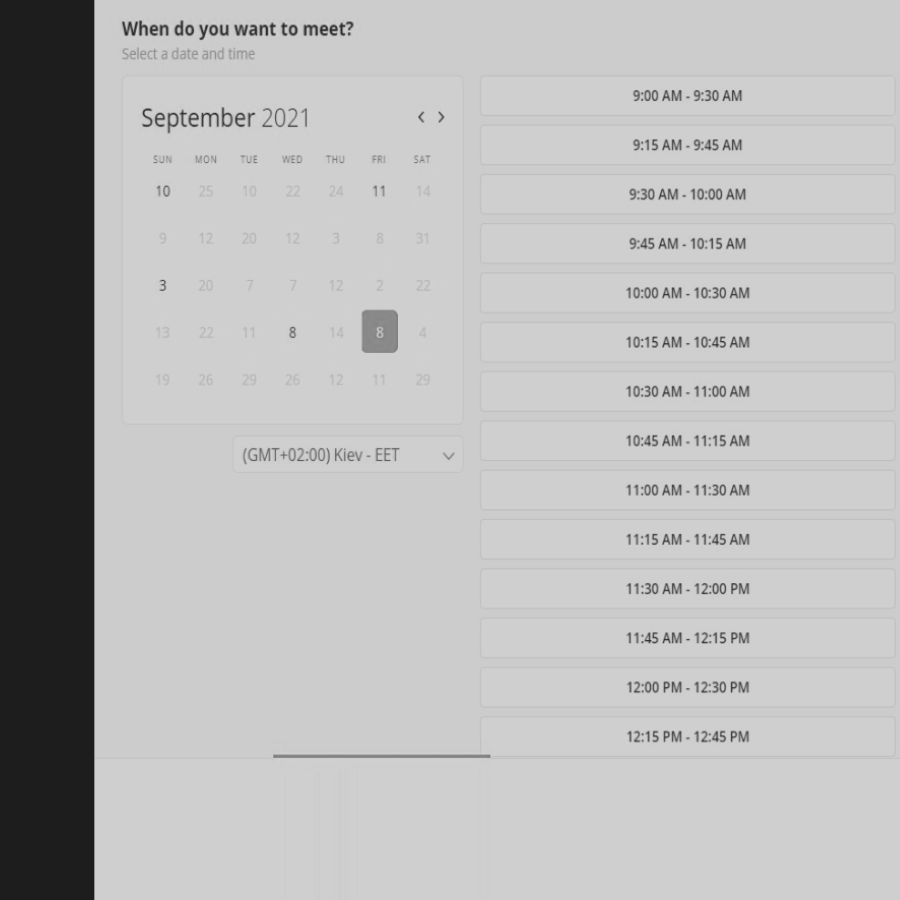 When do you want to meet?
Select a date and time
September 2021
SUN MON TUE WED THU FRI SAT
10 25 10 22 24 11 14
9 12 20 12 3 8 31
3 20 7 7 12 2 22
13 22 11 8 14 8 4
19 26 29 26 12 11 29
(GMT+02:00) Kiev - EET
9:00 AM - 9:30 AM
9:15 AM - 9:45 AM
9:30 AM - 10:00 AM
9:45 AM - 10:15 AM
10:00 AM - 10:30 AM
10:15 AM - 10:45 AM
10:30 AM - 11:00 AM
10:45 AM - 11:15 AM
11:00 AM - 11:30 AM
11:15 AM - 11:45 AM
11:30 AM - 12:00 PM
11:45 AM - 12:15 PM
12:00 PM - 12:30 PM
12:15 PM - 12:45 PM